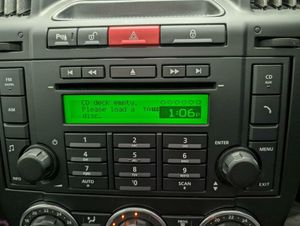 CD deck empty.
Please load a
disc.
1:06
FM
CD
AM
1
2
3
4
5
6
7
8
9
*
0
#
ENTER
MENU
INFO
AUTO
SCAN
EXIT